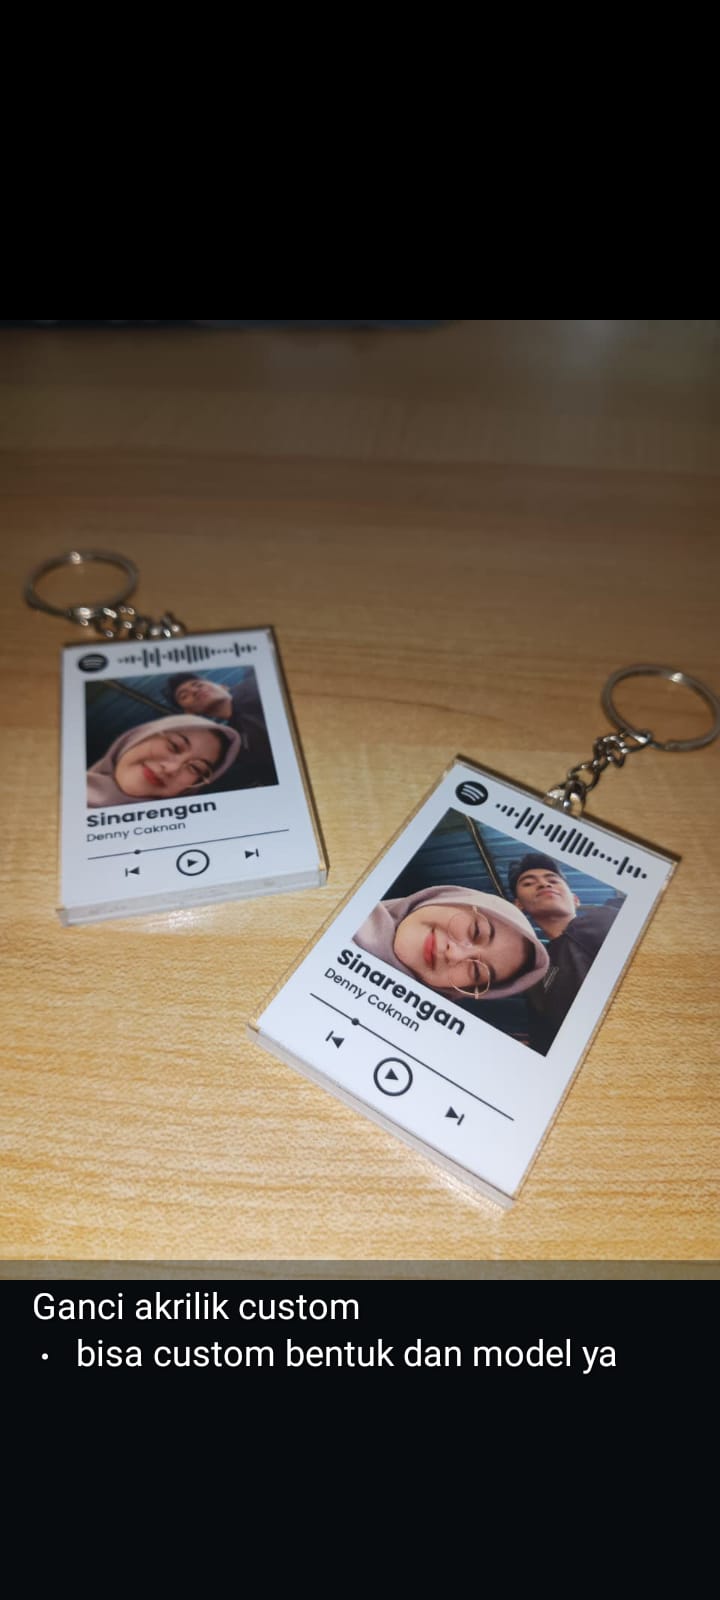 Sinarengan
Denny Caknan
Sinarengan
Denny Caknan
Ganci akrilik custom
• bisa custom bentuk dan model ya